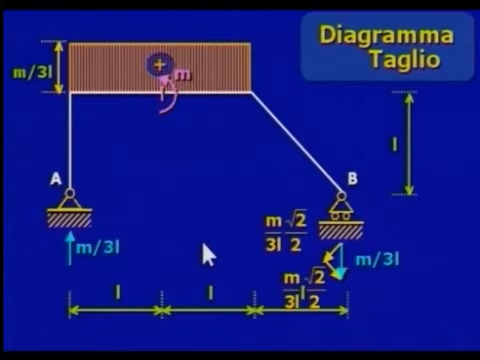 Diagramma
Taglio
m/3l
+
m
l
A
B
m √2
3l 2
m/3l
m/3l
m √2
3l l 2
l
l
l